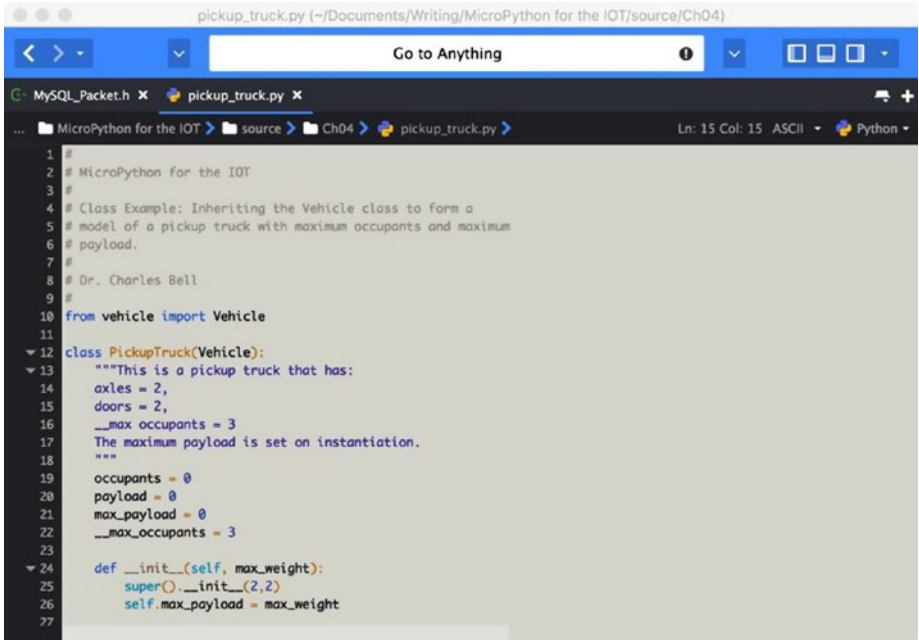 pickup_truck.py (~/Documents/Writing/MicroPython for the IOT/source/Ch04)
Go to Anything
MySQL_Packet.h × pickup_truck.py ×
... MicroPython for the IOT source Ch04 pickup_truck.py Ln: 15 Col: 15 ASCII Python
1 #
2 # MicroPython for the IOT
3 #
4 # Class Example: Inheriting the Vehicle class to form a
5 # model of a pickup truck with maximum occupants and maximum
6 # payload.
7 #
8 # Dr. Charles Bell
9 #
10 from vehicle import Vehicle
11
12 class PickupTruck(Vehicle):
13     """This is a pickup truck that has:
14     axles = 2,
15     doors = 2,
16     __max occupants = 3
17     The maximum payload is set on instantiation.
18     """
19     occupants = 0
20     payload = 0
21     max_payload = 0
22     __max_occupants = 3
23
24     def __init__(self, max_weight):
25         super().__init__(2,2)
26         self.max_payload = max_weight
27